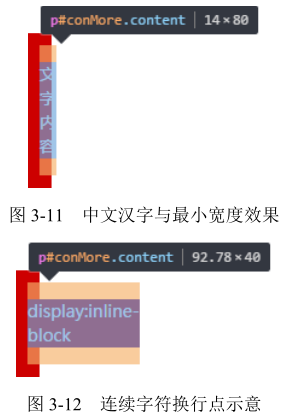 p#conMore.content | 14×80
文
字
内
容
图 3-11 中文汉字与最小宽度效果
p#conMore.content | 92.78×40
display:inline-
block
图 3-12 连续字符换行点示意